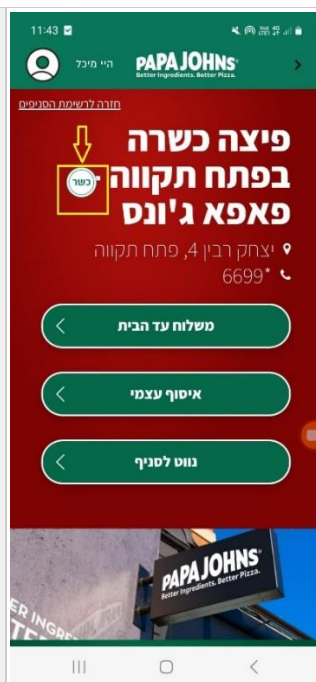 11:43
היי מיכל
PAPA JOHNS
Better Ingredients. Better Pizza.
חזרה לרשימת הסניפים
פיצה כשרה
בפתח תקווה -
כשר
פאפא ג'ונס
יצחק רבין 4, פתח תקווה
6699*
משלוח עד הבית
איסוף עצמי
נווט לסניף
PAPA JOHNS
Better Ingredients. Better Pizza.